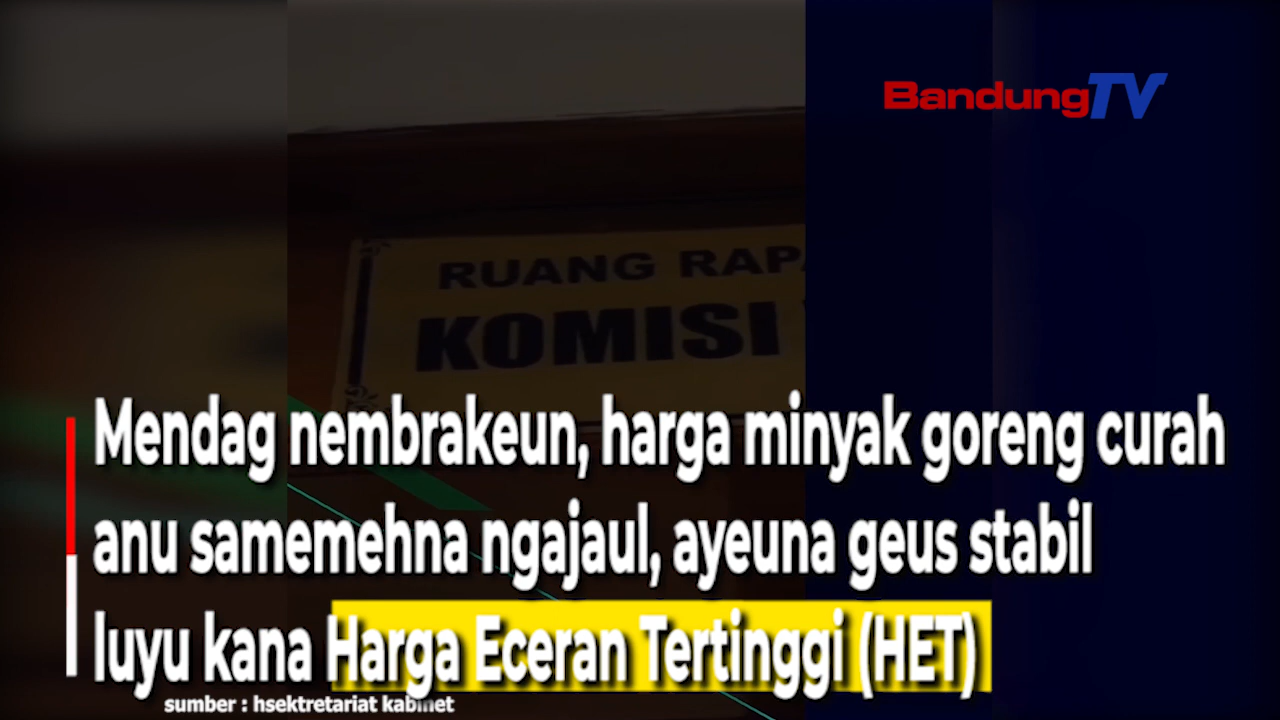 BandungTV
RUANG
KOMISI
Mendag nembrakeun, harga minyak goreng curah
anu samemehna ngajaul, ayeuna geus stabil
luyu kana Harga Eceran Tertinggi (HET)
sumber : hsektretariat kabinet